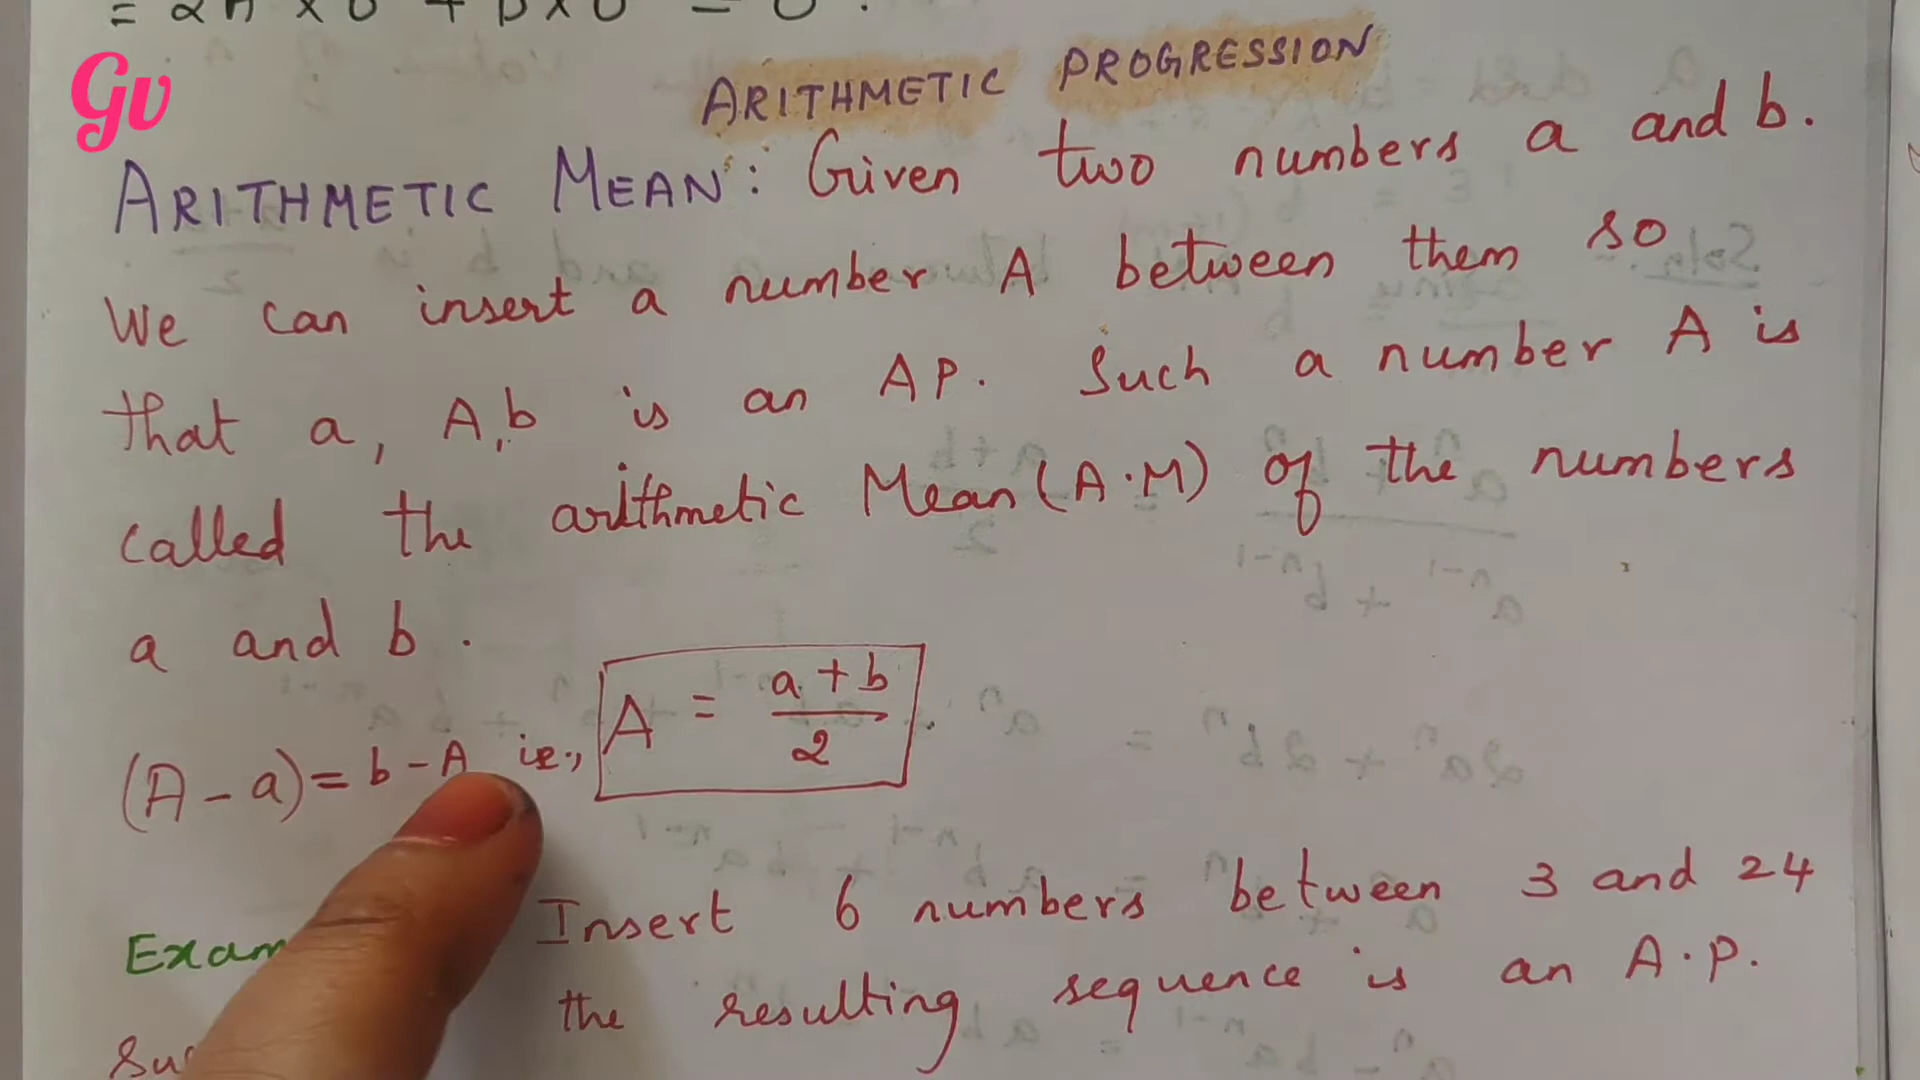 Gv
ARITHMETIC PROGRESSION
ARITHMETIC MEAN: Given two numbers a and b.
We can insert a number A between them so
that a, A, b is an AP. Such a number A is
called the arithmetic Mean (A.M) of the numbers
a and b.
(A - a) = b - A ie., A = a + b / 2 .
Insert 6 numbers between 3 and 24
the resulting sequence is an A.P.